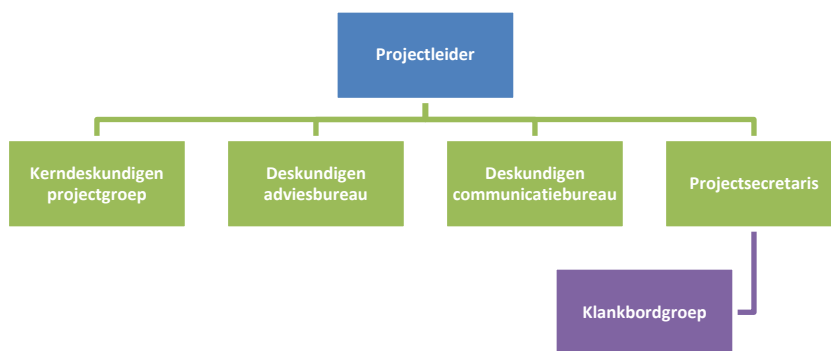 Projectleider
Kerndeskundigen
projectgroep
Deskundigen
adviesbureau
Deskundigen
communicatiebureau
Projectsecretaris
Klankbordgroep